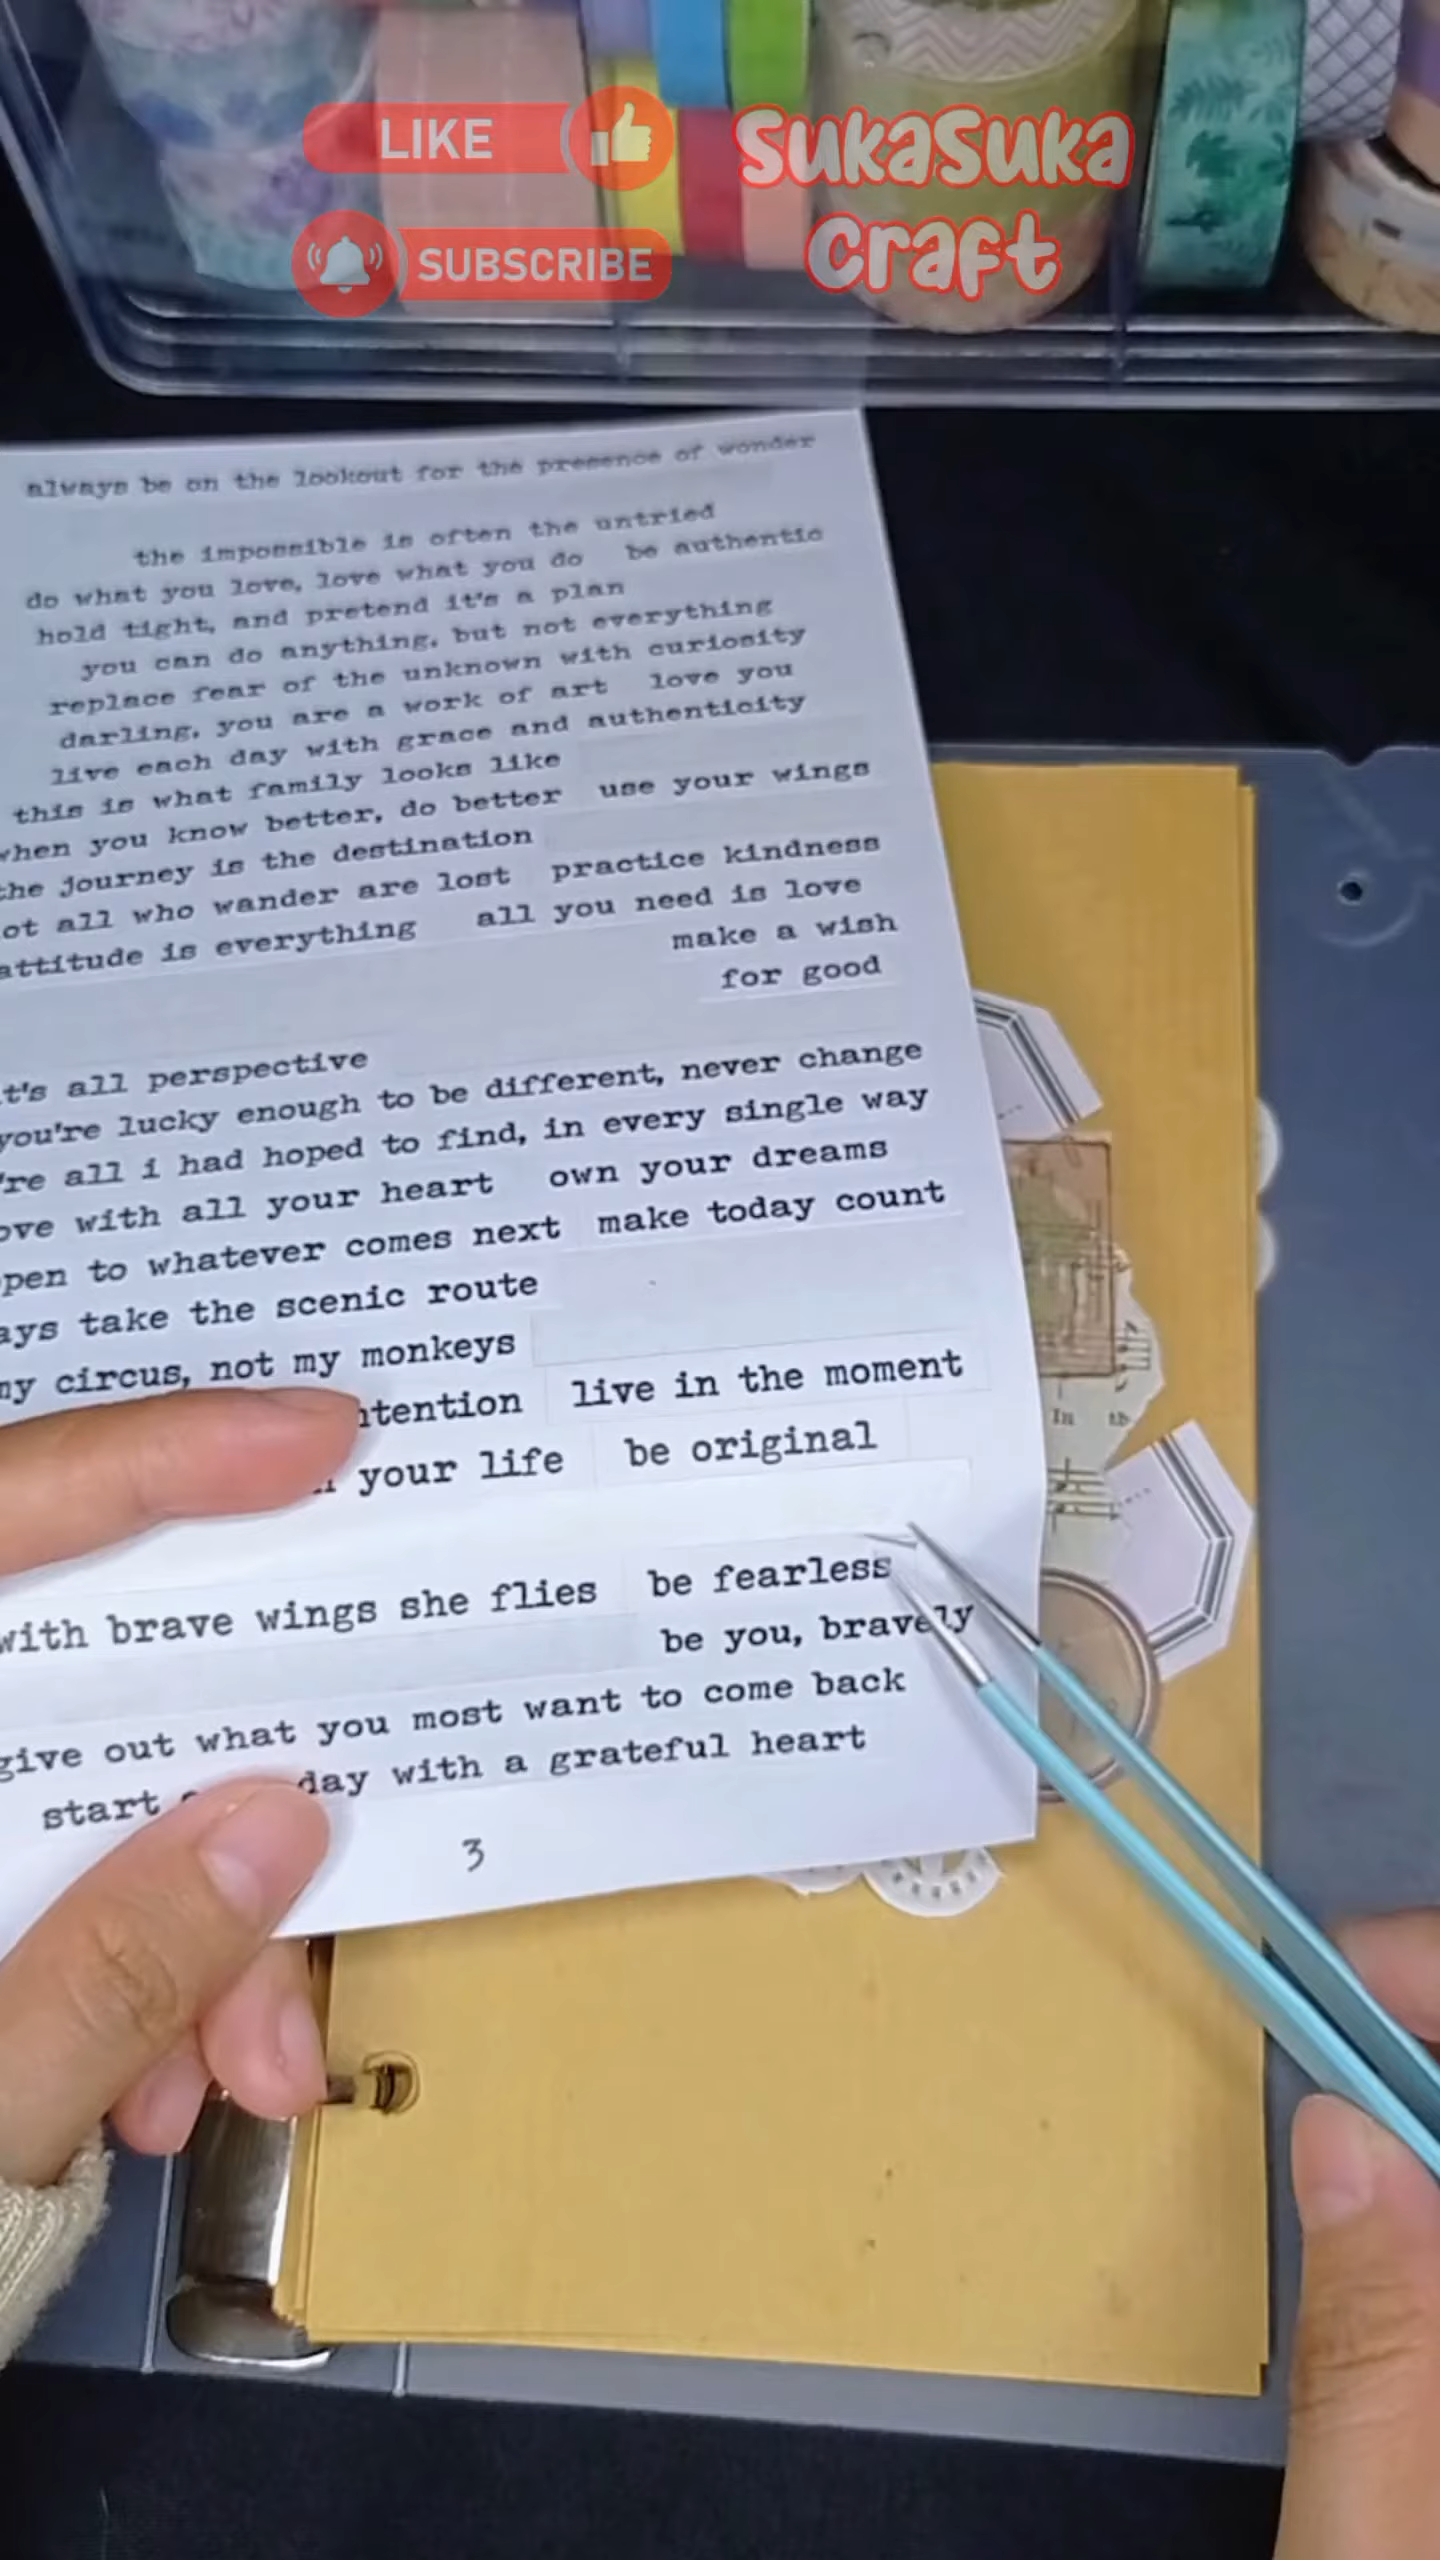 LIKE
SUBSCRIBE
SukaSuka
Craft
always be on the lookout for the presence of wonder
the impossible is often the untried
do what you love, love what you do be authentic
hold tight, and pretend it's a plan
you can do anything, but not everything
replace fear of the unknown with curiosity
darling, you are a work of art love you
live each day with grace and authenticity
this is what family looks like
when you know better, do better use your wings
the journey is the destination
ot all who wander are lost practice kindness
attitude is everything all you need is love
make a wish
for good
t's all perspective
you're lucky enough to be different, never change
're all i had hoped to find, in every single way
ove with all your heart own your dreams
pen to whatever comes next make today count
ays take the scenic route
my circus, not my monkeys
ntention live in the moment
your life be original
with brave wings she flies be fearless
be you, bravely
give out what you most want to come back
start day with a grateful heart
3
In th